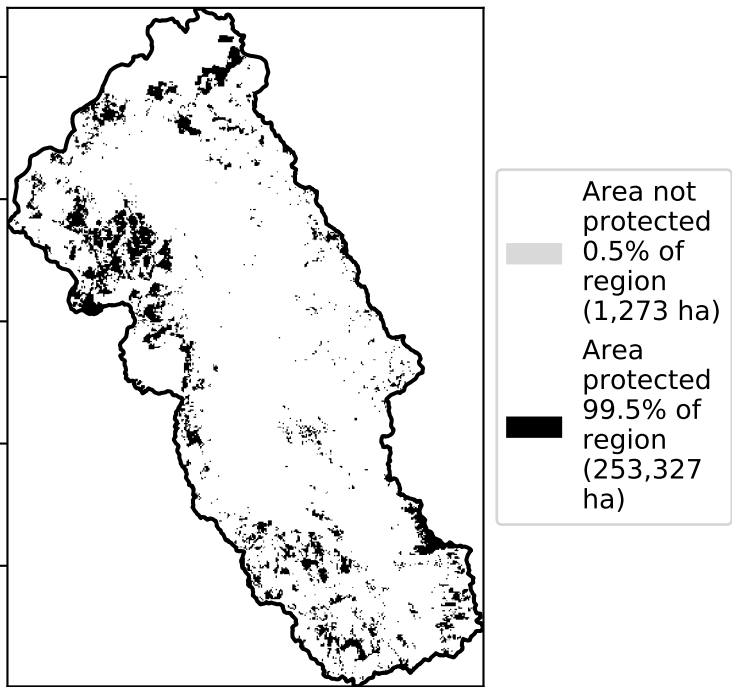 Area not
protected
0.5% of
region
(1,273 ha)
Area
protected
99.5% of
region
(253,327
ha)